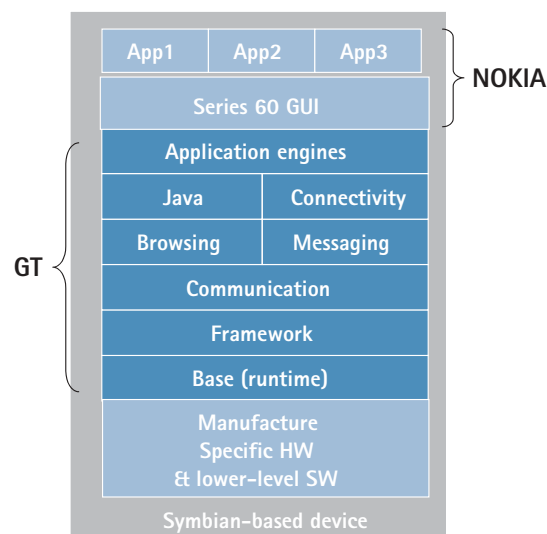 App1 App2 App3
NOKIA
Series 60 GUI
Application engines
Java Connectivity
Browsing Messaging
GT
Communication
Framework
Base (runtime)
Manufacture
Specific HW
& lower-level SW
Symbian-based device